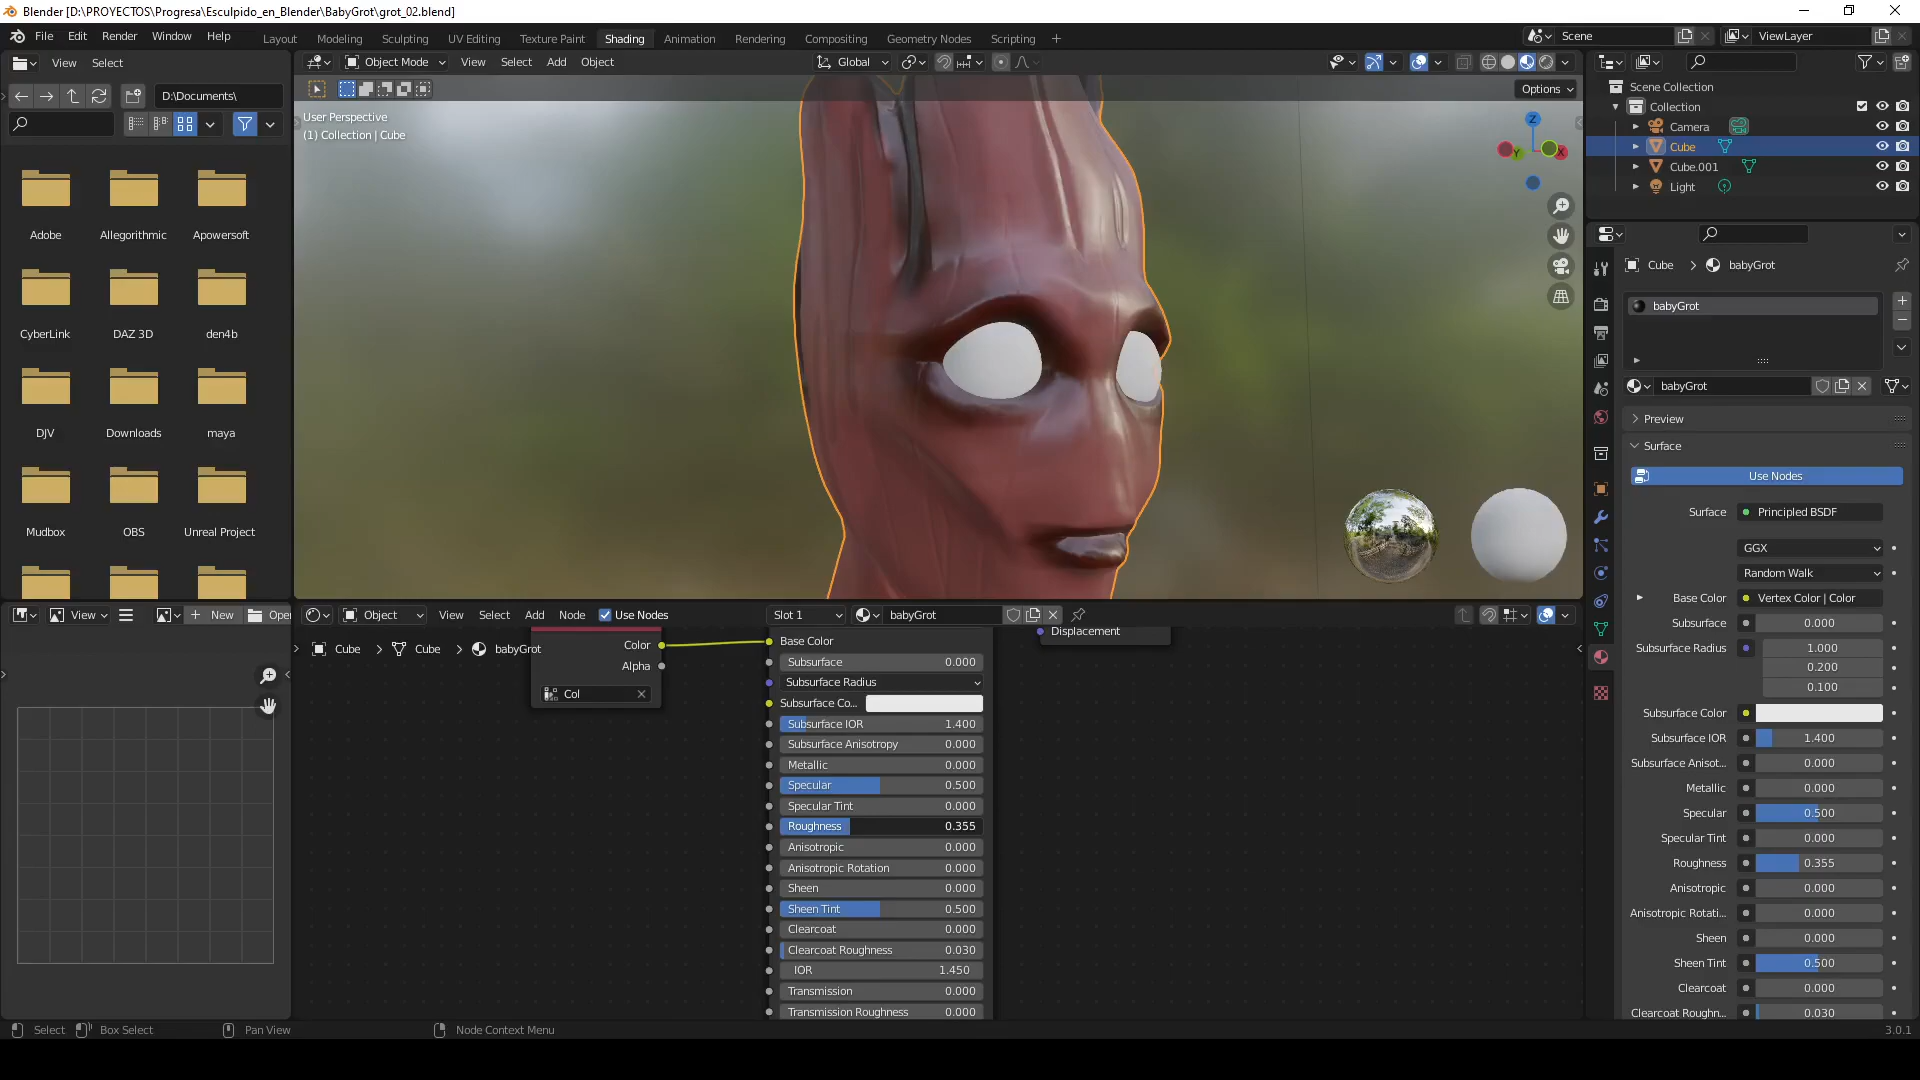 Blender [D:\PROYECTOS\Progresa\Esculpido_en_Blender\BabyGrot\grot_02.blend]
File Edit Render Window Help Layout Modeling Sculpting UV Editing Texture Paint Shading Animation Rendering Compositing Geometry Nodes Scripting + Scene ViewLayer
View Select Object Mode View Select Add Object Global
D:\Documents\ Options
User Perspective
(1) Collection | Cube
Z
Y X
Adobe Allegorithmic Apowersoft
CyberLink DAZ 3D den4b
DJV Downloads maya
Mudbox OBS Unreal Project
Scene Collection
Collection
Camera
Cube
Cube.001
Light
Cube > babyGrot
babyGrot
babyGrot
Preview
Surface
Use Nodes
Surface Principled BSDF
GGX
Random Walk
Base Color Vertex Color | Color
Subsurface 0.000
Subsurface Radius 1.000
0.200
0.100
Subsurface Color
Subsurface IOR 1.400
Subsurface Anisot... 0.000
Metallic 0.000
Specular 0.500
Specular Tint 0.000
Roughness 0.355
Anisotropic 0.000
Anisotropic Rotati... 0.000
Sheen 0.000
Sheen Tint 0.500
Clearcoat 0.000
Clearcoat Roughn... 0.030
View + New Open Object View Select Add Node Use Nodes Slot 1 babyGrot
Cube > Cube > babyGrot
Color
Alpha
Col
Displacement
Base Color
Subsurface 0.000
Subsurface Radius
Subsurface Co...
Subsurface IOR 1.400
Subsurface Anisotropy 0.000
Metallic 0.000
Specular 0.500
Specular Tint 0.000
Roughness 0.355
Anisotropic 0.000
Anisotropic Rotation 0.000
Sheen 0.000
Sheen Tint 0.500
Clearcoat 0.000
Clearcoat Roughness 0.030
IOR 1.450
Transmission 0.000
Transmission Roughness 0.000
Select Box Select Pan View Node Context Menu 3.0.1